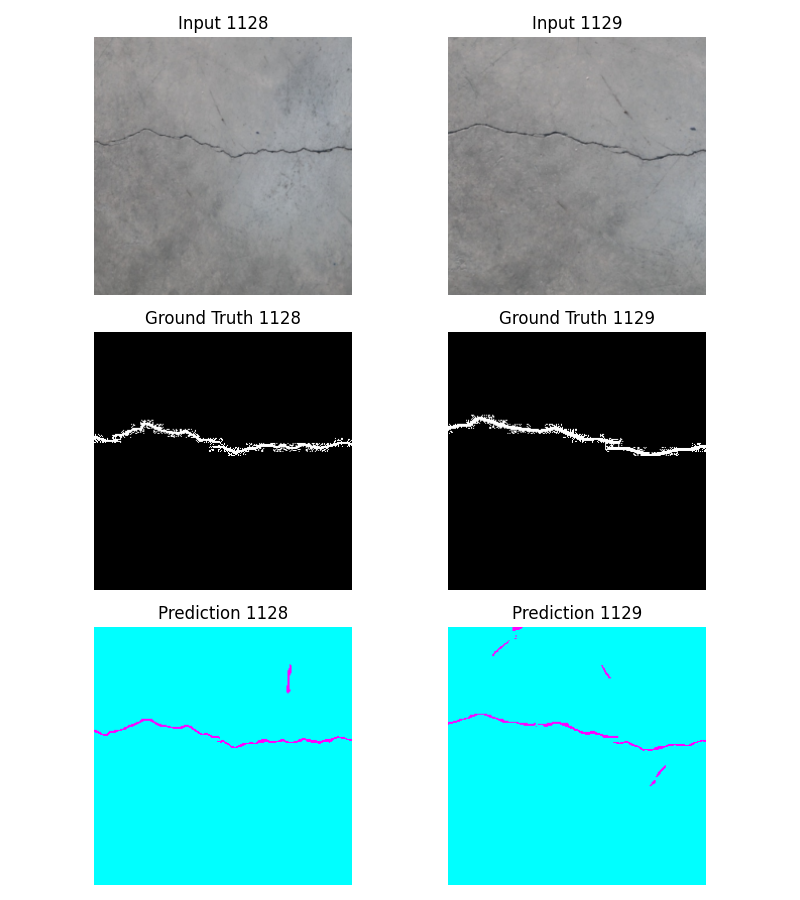 Input 1128
Input 1129
Ground Truth 1128
Ground Truth 1129
Prediction 1128
Prediction 1129